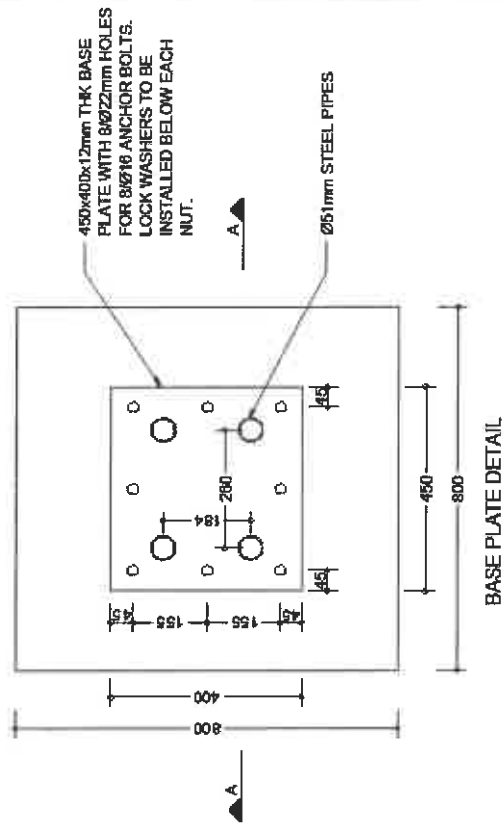 450x400x12mm THK BASE
PLATE WITH 8/Ø22mm HOLES
FOR 8/Ø16 ANCHOR BOLTS.
LOCK WASHERS TO BE
INSTALLED BELOW EACH
NUT.
Ø51mm STEEL PIPES
A
A
800
400
45
155
155
45
184
260
45
45
450
800
BASE PLATE DETAIL